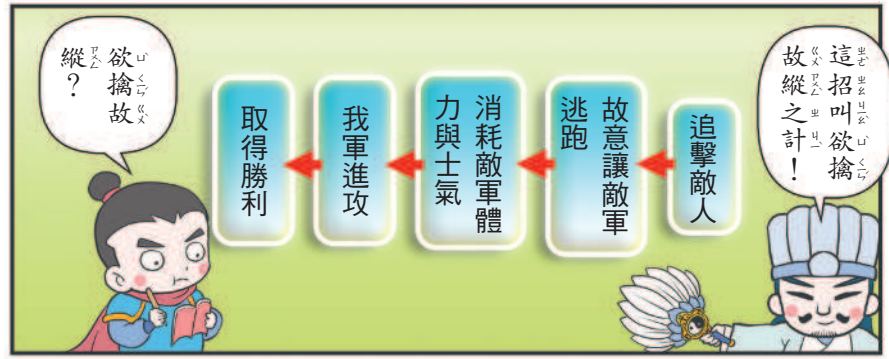 這招叫欲擒
故縱之計！
追擊敵人
故意讓敵軍
逃跑
消耗敵軍體
力與士氣
我軍進攻
取得勝利
欲擒故
縱？